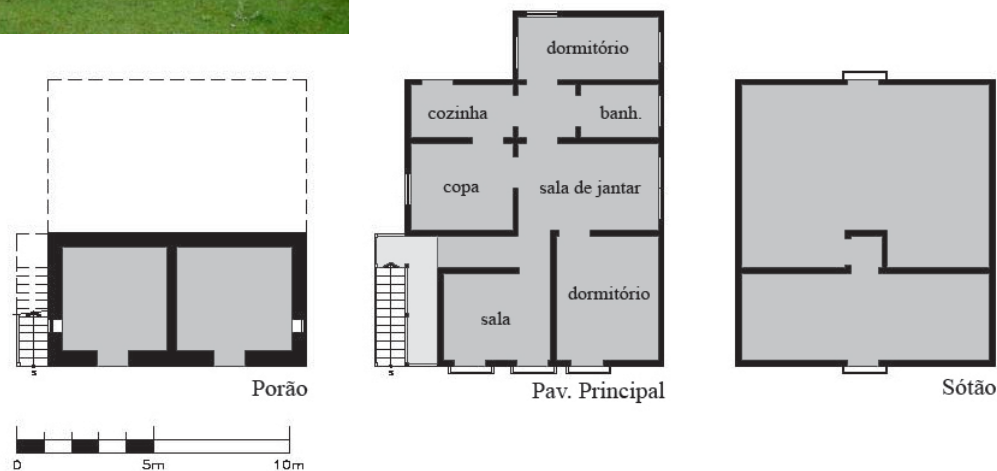 dormitório
cozinha
banh.
copa
sala de jantar
dormitório
sala
Porão
Pav. Principal
Sótão
0
5m
10m